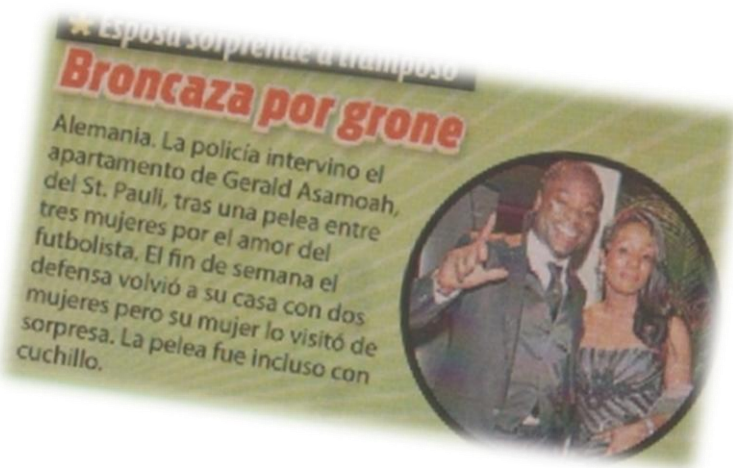 Esposa sorprende a tramposo
Broncaza por grone
Alemania. La policía intervino el
apartamento de Gerald Asamoah,
del St. Pauli, tras una pelea entre
tres mujeres por el amor del
futbolista. El fin de semana el
defensa volvió a su casa con dos
mujeres pero su mujer lo visitó de
sorpresa. La pelea fue incluso con
cuchillo.